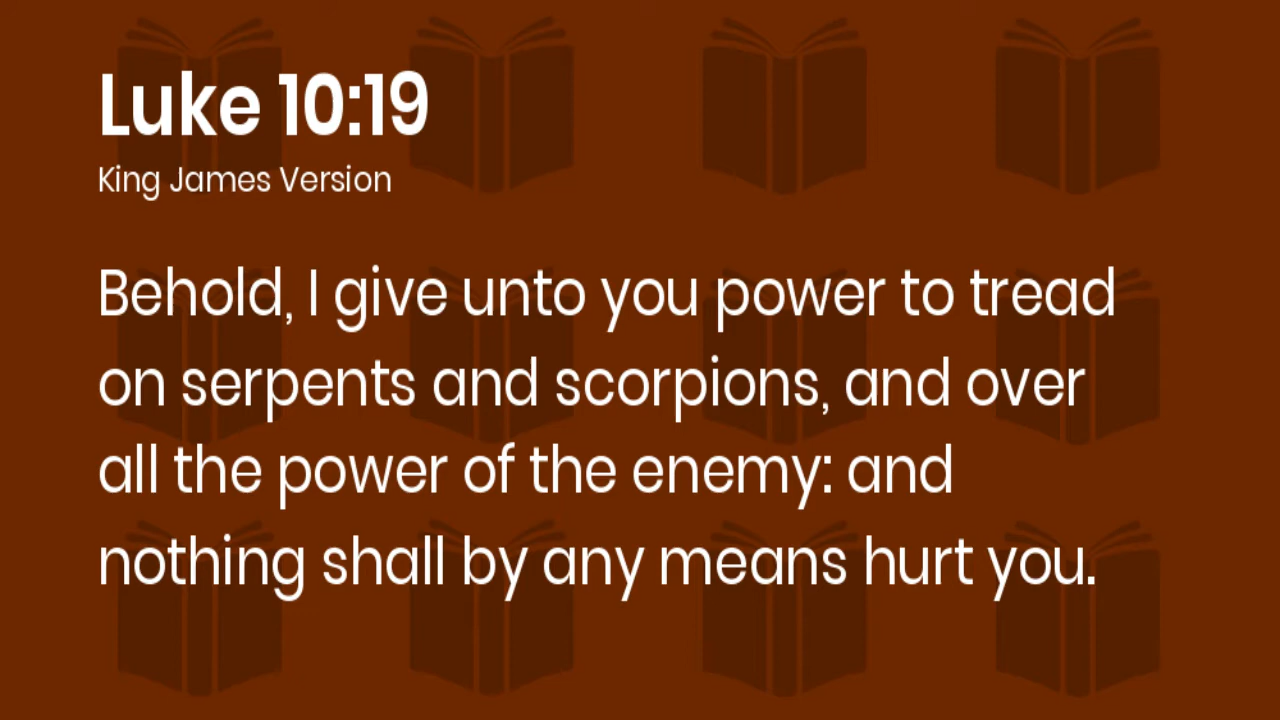 Luke 10:19
King James Version
Behold, I give unto you power to tread
on serpents and scorpions, and over
all the power of the enemy: and
nothing shall by any means hurt you.